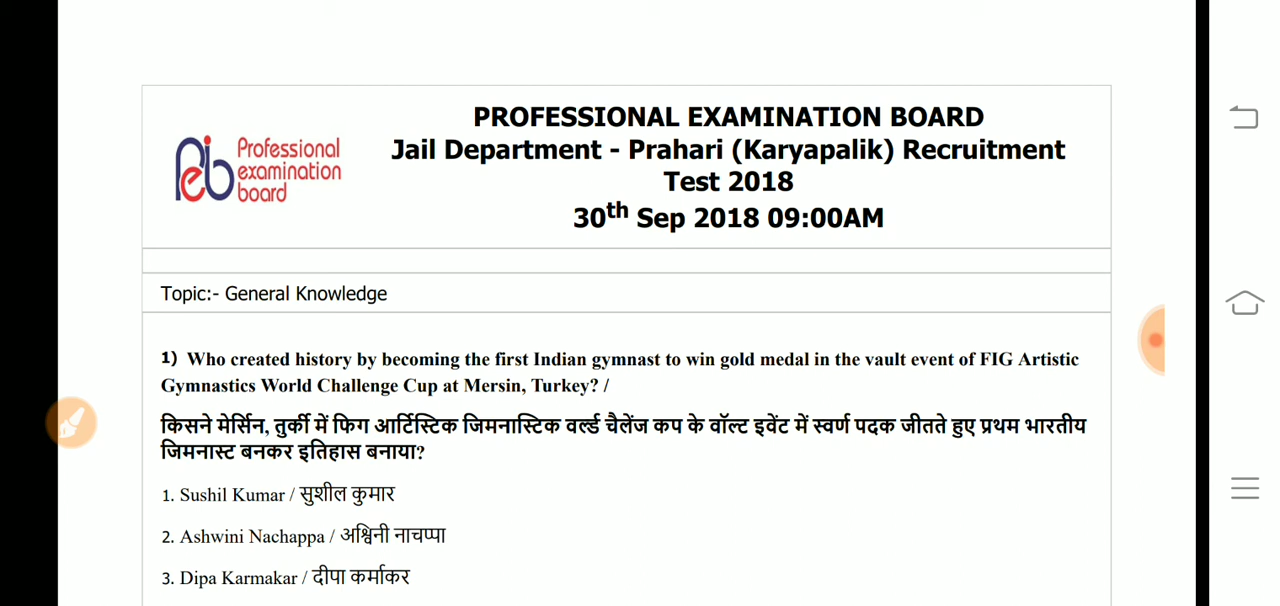 Professional
examination
board
PROFESSIONAL EXAMINATION BOARD
Jail Department - Prahari (Karyapalik) Recruitment
Test 2018
30th Sep 2018 09:00AM
Topic:- General Knowledge
1) Who created history by becoming the first Indian gymnast to win gold medal in the vault event of FIG Artistic
Gymnastics World Challenge Cup at Mersin, Turkey? /
किसने मेर्सिन, तुर्की में फिग आर्टिस्टिक जिमनास्टिक वर्ल्ड चैलेंज कप के वॉल्ट इवेंट में स्वर्ण पदक जीतते हुए प्रथम भारतीय
जिमनास्ट बनकर इतिहास बनाया?
1. Sushil Kumar / सुशील कुमार
2. Ashwini Nachappa / अश्विनी नाचप्पा
3. Dipa Karmakar / दीपा कर्माकर